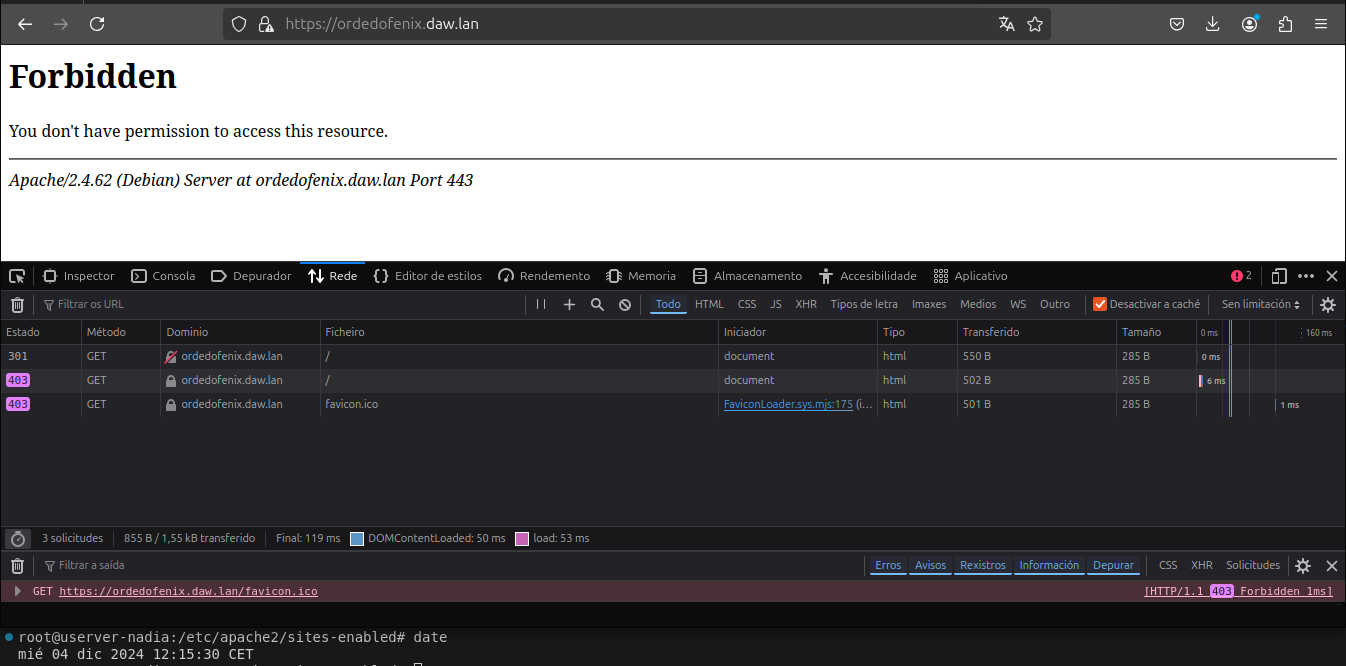 https://ordedofenix.daw.lan
Forbidden
You don't have permission to access this resource.
Apache/2.4.62 (Debian) Server at ordedofenix.daw.lan Port 443
Inspector Consola Depurador Rede Editor de estilos Rendemento Memoria Almacenamento Accesibilidade Aplicativo 2
Filtrar os URL Todo HTML CSS JS XHR Tipos de letra Imaxes Medios WS Outro Desactivar a caché Sen limitación
Estado Método Dominio Ficheiro Iniciador Tipo Transferido Tamaño 0 ms 160 ms
301 GET ordedofenix.daw.lan / document html 550 B 285 B 0 ms
403 GET ordedofenix.daw.lan / document html 502 B 285 B 6 ms
403 GET ordedofenix.daw.lan favicon.ico FaviconLoader.sys.mjs:175 (i… html 501 B 285 B 1 ms
3 solicitudes 855 B / 1,55 kB transferido Final: 119 ms DOMContentLoaded: 50 ms load: 53 ms
Filtrar a saída Erros Avisos Rexistros Información Depurar CSS XHR Solicitudes
GET https://ordedofenix.daw.lan/favicon.ico [HTTP/1.1 403 Forbidden 1ms]
root@userver-nadia:/etc/apache2/sites-enabled# date
mié 04 dic 2024 12:15:30 CET